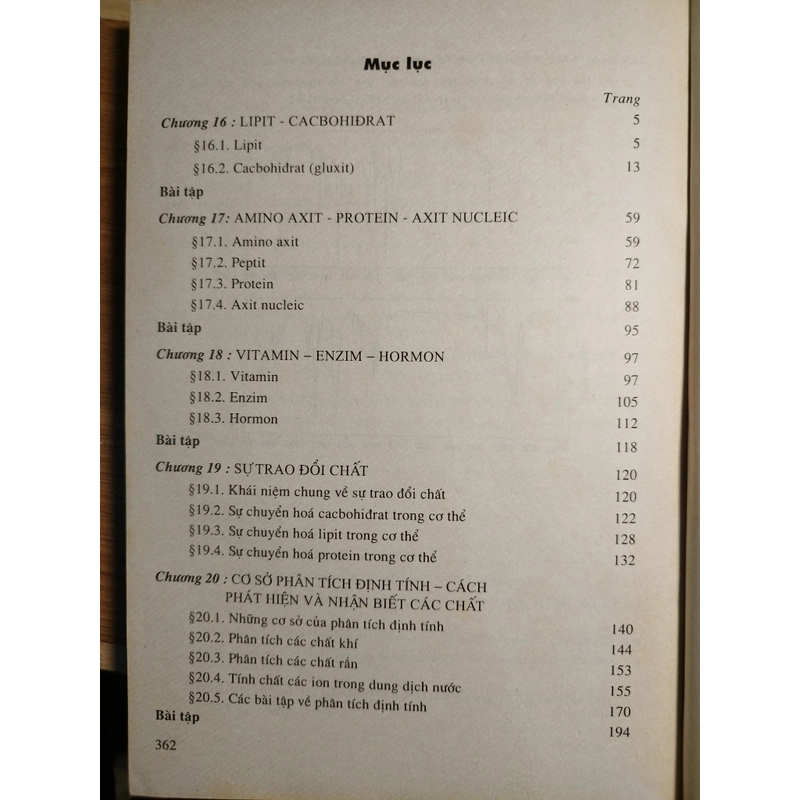 Mục lục
Trang
Chương 16 : LIPIT - CACBOHIĐRAT 5
§16.1. Lipit 5
§16.2. Cacbohiđrat (gluxit) 13
Bài tập
Chương 17: AMINO AXIT - PROTEIN - AXIT NUCLEIC 59
§17.1. Amino axit 59
§17.2. Peptit 72
§17.3. Protein 81
§17.4. Axit nucleic 88
Bài tập 95
Chương 18 : VITAMIN – ENZIM – HORMON 97
§18.1. Vitamin 97
§18.2. Enzim 105
§18.3. Hormon 112
Bài tập 118
Chương 19 : SỰ TRAO ĐỔI CHẤT 120
§19.1. Khái niệm chung về sự trao đổi chất 120
§19.2. Sự chuyển hoá cacbohiđrat trong cơ thể 122
§19.3. Sự chuyển hoá lipit trong cơ thể 128
§19.4. Sự chuyển hoá protein trong cơ thể 132
Chương 20 : CƠ SỞ PHÂN TÍCH ĐỊNH TÍNH – CÁCH
PHÁT HIỆN VÀ NHẬN BIẾT CÁC CHẤT
§20.1. Những cơ sở của phân tích định tính 140
§20.2. Phân tích các chất khí 144
§20.3. Phân tích các chất rắn 153
§20.4. Tính chất các ion trong dung dịch nước 155
§20.5. Các bài tập về phân tích định tính 170
Bài tập 194
362